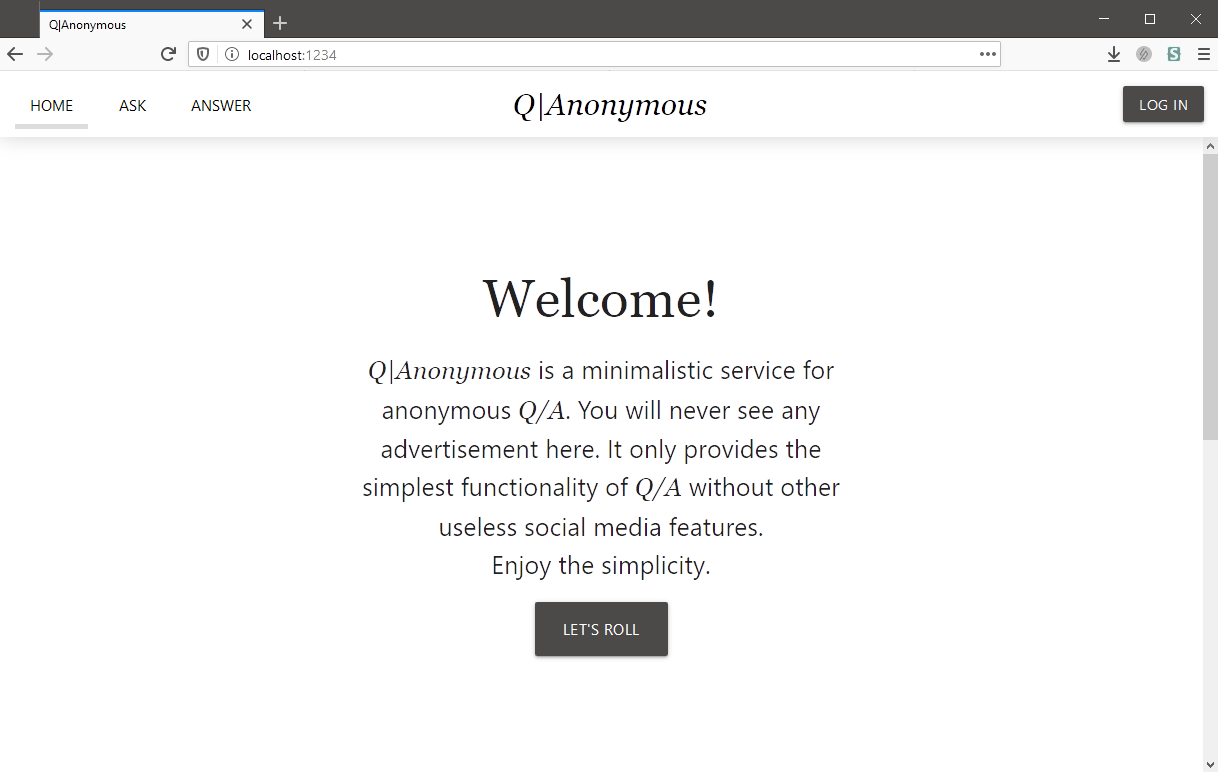 Q|Anonymous
localhost:1234
HOME ASK ANSWER Q|Anonymous LOG IN
Welcome!
Q|Anonymous is a minimalistic service for
anonymous Q/A. You will never see any
advertisement here. It only provides the
simplest functionality of Q/A without other
useless social media features.
Enjoy the simplicity.
LET'S ROLL